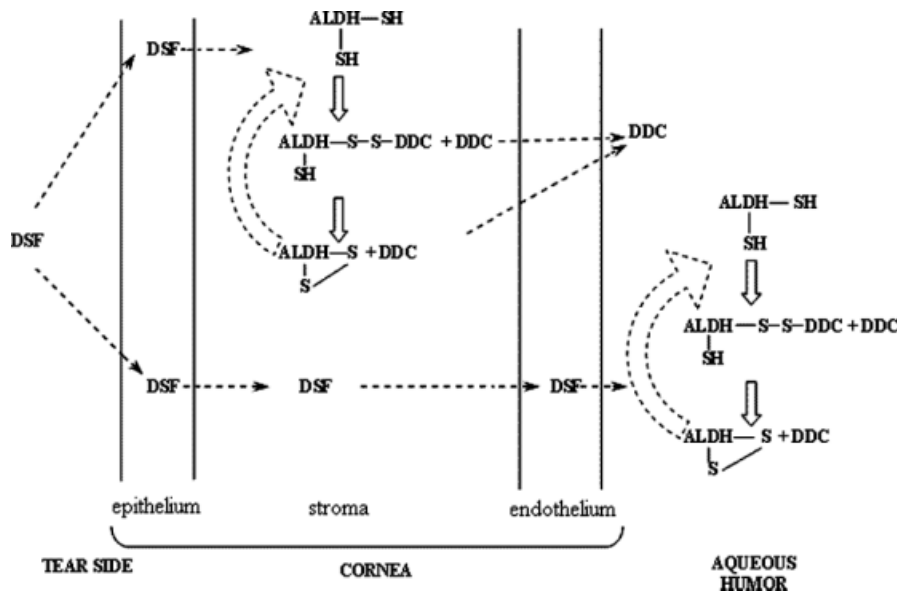 ALDH—SH
SH
DSF
ALDH—S—S—DDC + DDC
SH
DDC
ALDH—SH
SH
DSF
ALDH—S + DDC
S
ALDH—S—S—DDC + DDC
SH
DSF
DSF
DSF
ALDH—S + DDC
S
epithelium
stroma
endothelium
TEAR SIDE
CORNEA
AQUEOUS
HUMOR